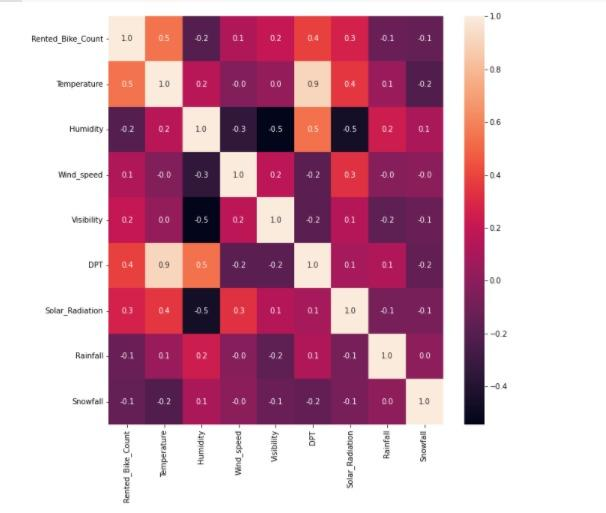 Rented_Bike_Count 1.0 0.5 -0.2 0.1 0.2 0.4 0.3 -0.1 -0.1
Temperature 0.5 1.0 0.2 -0.0 0.0 0.9 0.4 0.1 -0.2
Humidity -0.2 0.2 1.0 -0.3 -0.5 0.5 -0.5 0.2 0.1
Wind_speed 0.1 -0.0 -0.3 1.0 0.2 -0.2 0.3 -0.0 -0.0
Visibility 0.2 0.0 -0.5 0.2 1.0 -0.2 0.1 -0.2 -0.1
DPT 0.4 0.9 0.5 -0.2 -0.2 1.0 0.1 0.1 -0.2
Solar_Radiation 0.3 0.4 -0.5 0.3 0.1 0.1 1.0 -0.1 -0.1
Rainfall -0.1 0.1 0.2 -0.0 -0.2 0.1 -0.1 1.0 0.0
Snowfall -0.1 -0.2 0.1 -0.0 -0.1 -0.2 -0.1 0.0 1.0
Rented_Bike_Count
Temperature
Humidity
Wind_speed
Visibility
DPT
Solar_Radiation
Rainfall
Snowfall
1.0
0.8
0.6
0.4
0.2
0.0
−0.2
−0.4